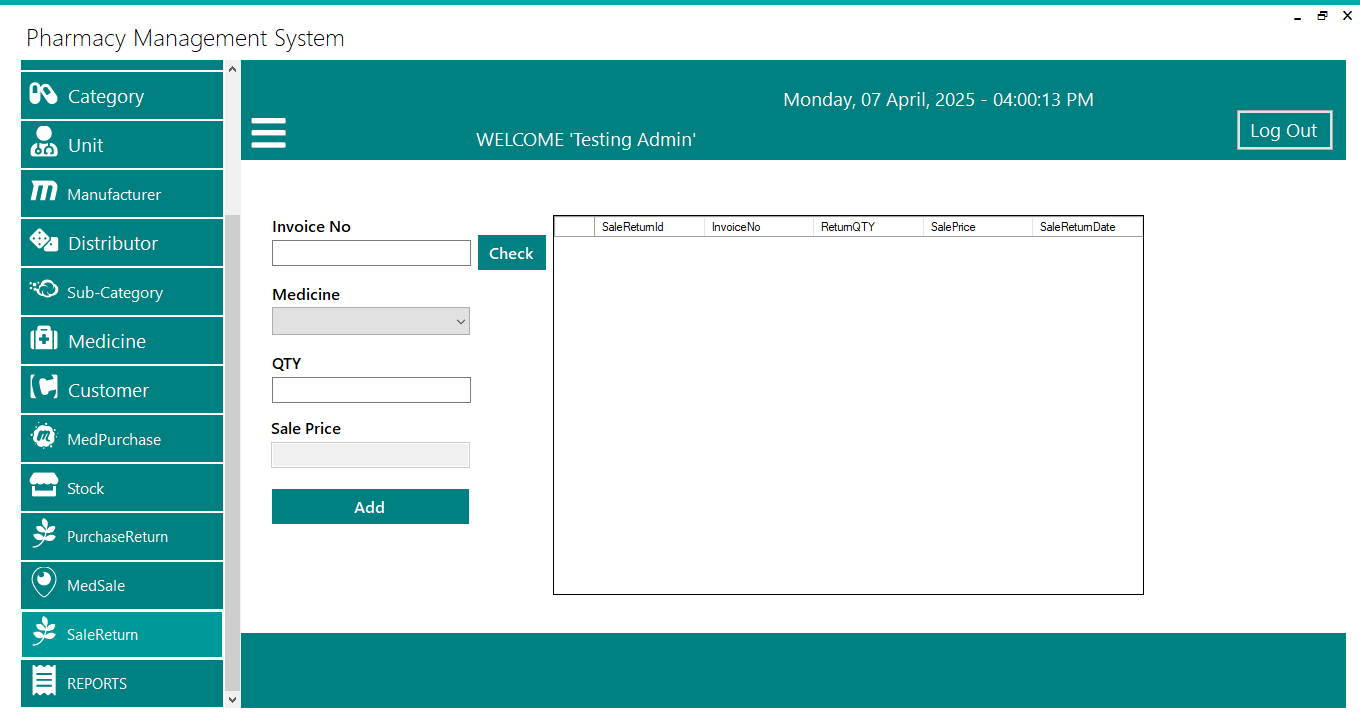 Pharmacy Management System
Category
Unit
Manufacturer
Distributor
Sub-Category
Medicine
Customer
MedPurchase
Stock
PurchaseReturn
MedSale
SaleReturn
REPORTS
Monday, 07 April, 2025 - 04:00:13 PM
WELCOME 'Testing Admin'
Log Out
Invoice No
Check
Medicine
QTY
Sale Price
Add
SaleReturnId InvoiceNo ReturnQTY SalePrice SaleReturnDate